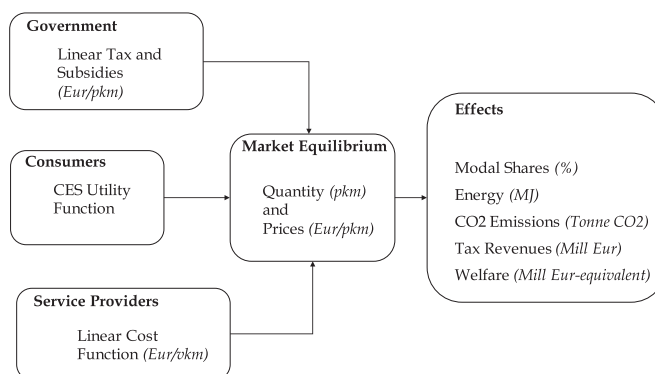 Government
Linear Tax and
Subsidies
(Eur/pkm)
Consumers
CES Utility
Function
Service Providers
Linear Cost
Function (Eur/vkm)
Market Equilibrium
Quantity (pkm)
and
Prices (Eur/pkm)
Effects
Modal Shares (%)
Energy (MJ)
CO2 Emissions (Tonne CO2)
Tax Revenues (Mill Eur)
Welfare (Mill Eur-equivalent)